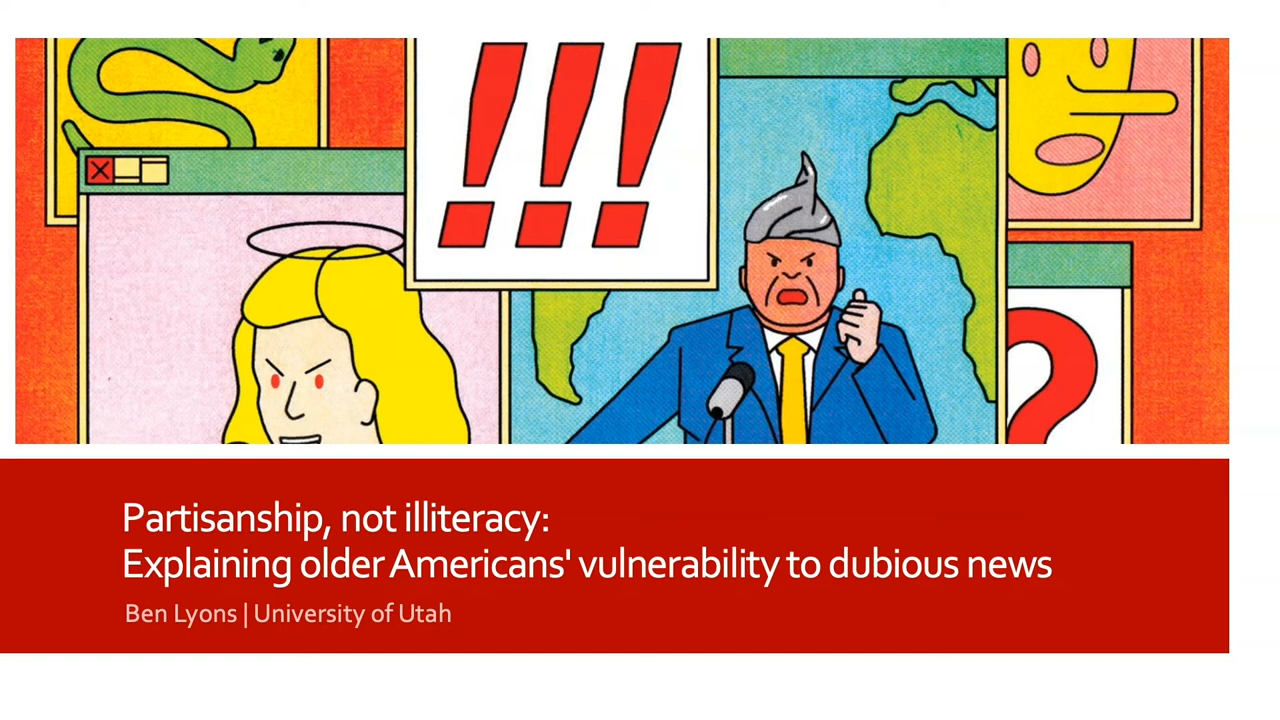 !!!
?
Partisanship, not illiteracy:
Explaining older Americans' vulnerability to dubious news
Ben Lyons | University of Utah